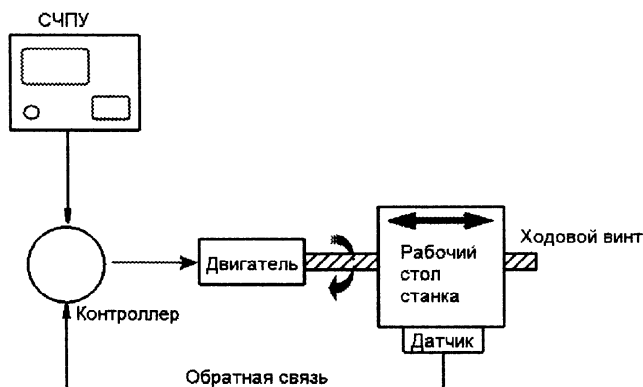 СЧПУ
Ходовой винт
Двигатель
Рабочий
стол
станка
Контроллер
Датчик
Обратная связь